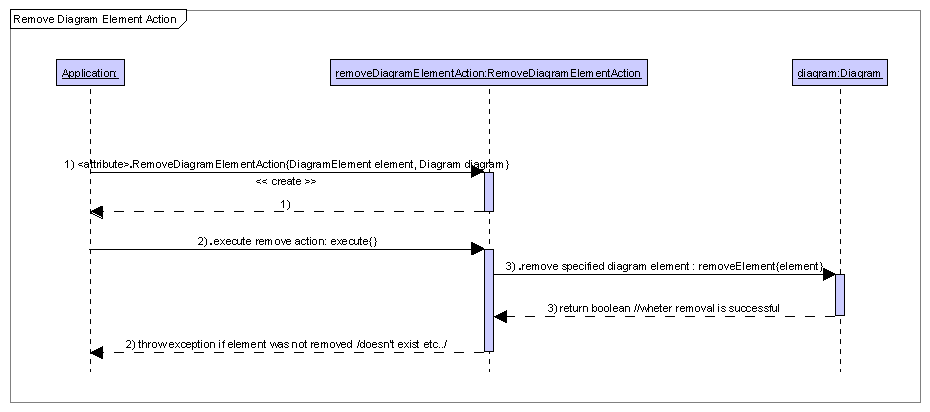 Remove Diagram Element Action
Application:
removeDiagramElementAction:RemoveDiagramElementAction
diagram:Diagram
1) <attribute>.RemoveDiagramElementAction{DiagramElement element, Diagram diagram}
<< create >>
1)
2) .execute remove action: execute{}
3) .remove specified diagram element : removeElement{element}
3) return boolean //wheter removal is successful
2) throw exception if element was not removed /doesn't exist etc../